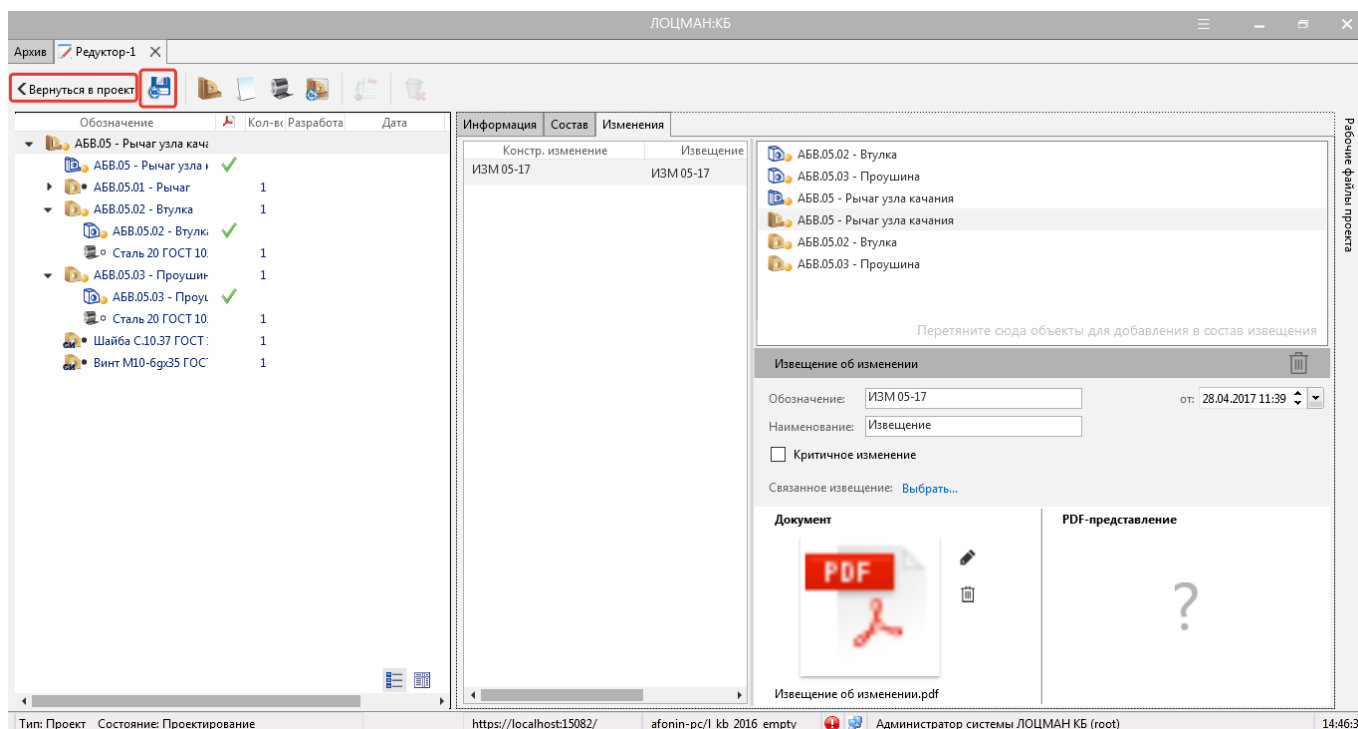 ЛОЦМАН:КБ
Архив Редуктор-1
Вернуться в проект
Обозначение Кол-вс Разработа Дата
АБВ.05 - Рычаг узла кача
АБВ.05 - Рычаг узла к
АБВ.05.01 - Рычаг 1
АБВ.05.02 - Втулка 1
АБВ.05.02 - Втулк
Сталь 20 ГОСТ 10 1
АБВ.05.03 - Проушин 1
АБВ.05.03 - Проу
Сталь 20 ГОСТ 10 1
СИ Шайба С.10.37 ГОСТ 1
СИ Винт М10-6gx35 ГОС 1
Информация Состав Изменения
Констр. изменение Извещение
ИЗМ 05-17 ИЗМ 05-17
АБВ.05.02 - Втулка
АБВ.05.03 - Проушина
АБВ.05 - Рычаг узла качания
АБВ.05 - Рычаг узла качания
АБВ.05.02 - Втулка
АБВ.05.03 - Проушина
Перетяните сюда объекты для добавления в состав извещения
Извещение об изменении
Обозначение: ИЗМ 05-17 от: 28.04.2017 11:39
Наименование: Извещение
Критичное изменение
Связанное извещение: Выбрать...
Документ PDF-представление
PDF
?
Извещение об изменении.pdf
Рабочие файлы проекта
Тип: Проект Состояние: Проектирование https://localhost:15082/ afonin-pc/l_kb_2016_empty Администратор системы ЛОЦМАН КБ (root) 14:46:3